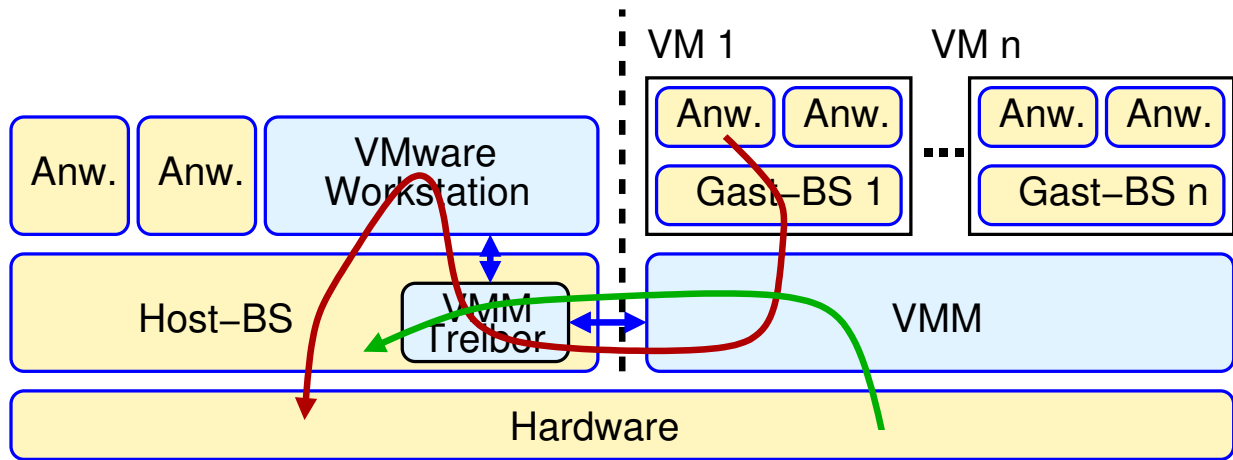 VM 1
VM n
Anw.
Anw.
Anw.
Anw.
Anw.
Anw.
VMware
Workstation
Gast−BS 1
Gast−BS n
Host−BS
VMM
Treiber
VMM
Hardware